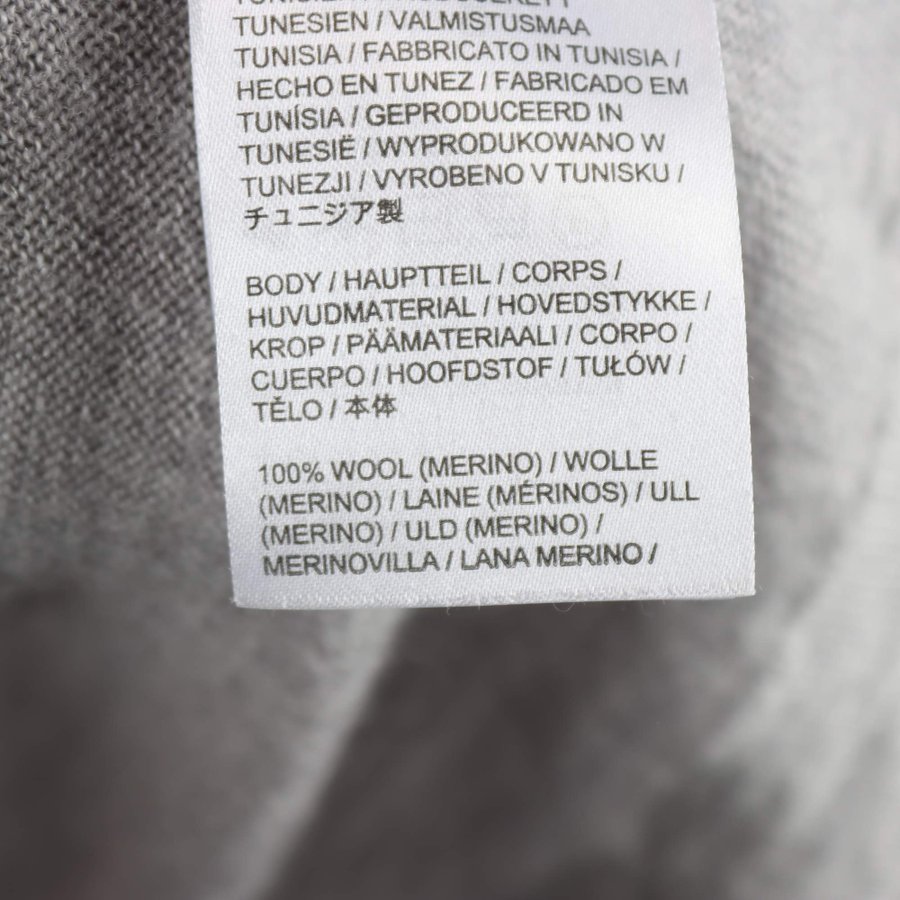 TUNESIEN / VALMISTUSMAA
TUNISIA / FABBRICATO IN TUNISIA /
HECHO EN TUNEZ / FABRICADO EM
TUNÍSIA / GEPRODUCEERD IN
TUNESIË / WYPRODUKOWANO W
TUNEZJI / VYROBENO V TUNISKU /
チュニジア製
BODY / HAUPTTEIL / CORPS /
HUVUDMATERIAL / HOVEDSTYKKE /
KROP / PÄÄMATERIAALI / CORPO /
CUERPO / HOOFDSTOF / TUŁÓW /
TĚLO / 本体
100% WOOL (MERINO) / WOLLE
(MERINO) / LAINE (MÉRINOS) / ULL
(MERINO) / ULD (MERINO) /
MERINOVILLA / LANA MERINO /